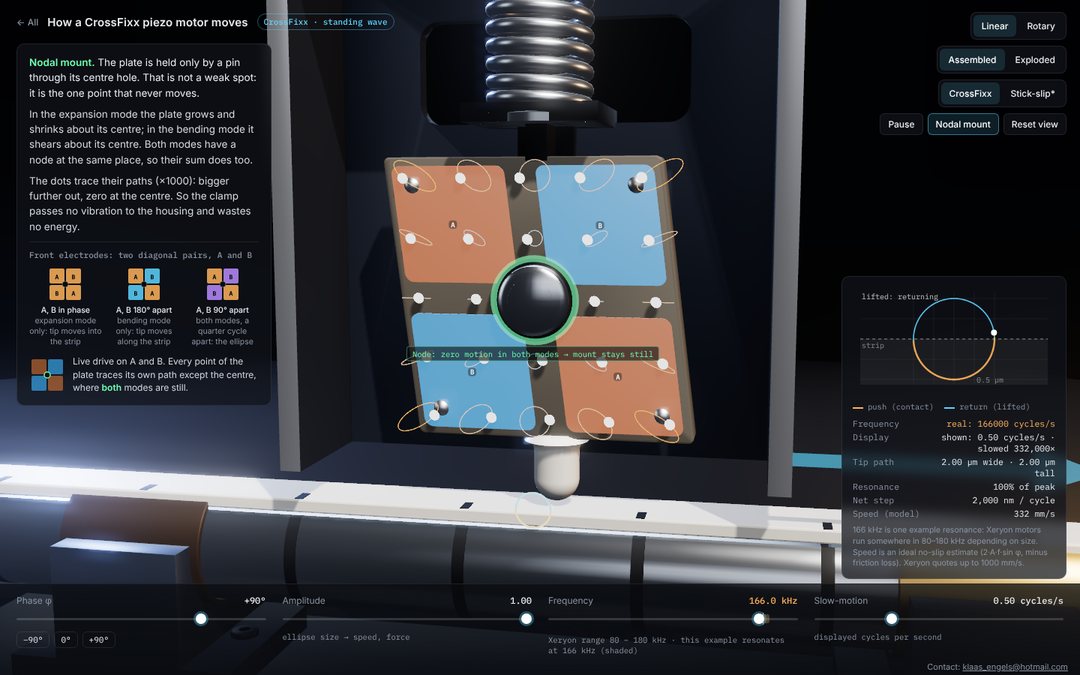 ← All
How a CrossFixx piezo motor moves
CrossFixx · standing wave
Linear
Rotary
Assembled
Exploded
CrossFixx
Stick-slip*
Pause
Nodal mount
Reset view
Nodal mount. The plate is held only by a pin
through its centre hole. That is not a weak spot:
it is the one point that never moves.
In the expansion mode the plate grows and
shrinks about its centre; in the bending mode it
shears about its centre. Both modes have a
node at the same place, so their sum does too.
The dots trace their paths (×1000): bigger
further out, zero at the centre. So the clamp
passes no vibration to the housing and wastes
no energy.
Front electrodes: two diagonal pairs, A and B
A B
B A
A, B in phase
expansion mode
only: tip moves into
the strip
A B
B A
A, B 180° apart
bending mode
only: tip moves
along the strip
A B
B A
A, B 90° apart
both modes, a
quarter cycle
apart: the ellipse
Live drive on A and B. Every point of the
plate traces its own path except the centre,
where both modes are still.
A
B
Node: zero motion in both modes → mount stays still
B
A
lifted: returning
strip
0.5 µm
push (contact)
return (lifted)
Frequency real: 166000 cycles/s
Display shown: 0.50 cycles/s ·
slowed 332,000×
Tip path 2.00 µm wide · 2.00 µm
tall
Resonance 100% of peak
Net step 2,000 nm / cycle
Speed (model) 332 mm/s
166 kHz is one example resonance: Xeryon motors
run somewhere in 80–180 kHz depending on size.
Speed is an ideal no-slip estimate (2·A·f·sin φ, minus
friction loss). Xeryon quotes up to 1000 mm/s.
Phase φ +90°
−90°
0°
+90°
Amplitude 1.00
ellipse size → speed, force
Frequency 166.0 kHz
Xeryon range 80 – 180 kHz · this example resonates
at 166 kHz (shaded)
Slow-motion 0.50 cycles/s
displayed cycles per second
Contact: klaas_engels@hotmail.com